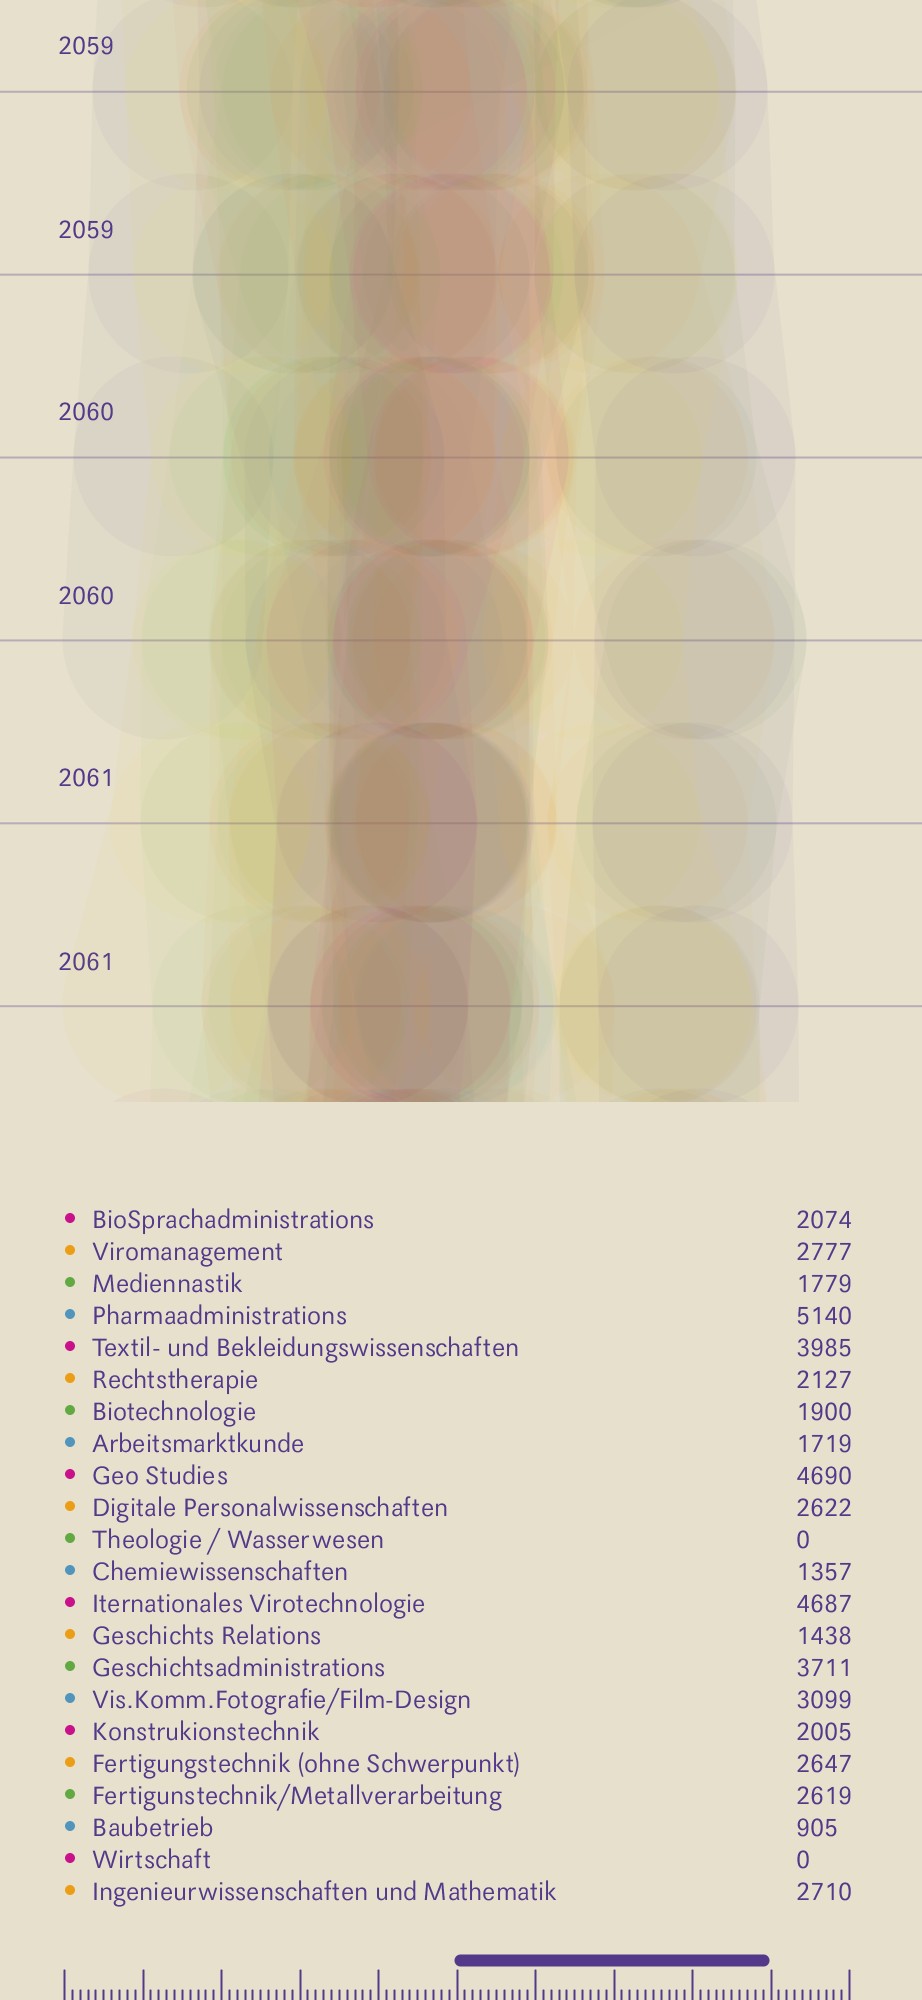 2059
2059
2060
2060
2061
2061
BioSprachadministrations 2074
Viromanagement 2777
Mediennastik 1779
Pharmaadministrations 5140
Textil- und Bekleidungswissenschaften 3985
Rechtstherapie 2127
Biotechnologie 1900
Arbeitsmarktkunde 1719
Geo Studies 4690
Digitale Personalwissenschaften 2622
Theologie / Wasserwesen 0
Chemiewissenschaften 1357
Iternationales Virotechnologie 4687
Geschichts Relations 1438
Geschichtsadministrations 3711
Vis.Komm.Fotografie/Film-Design 3099
Konstrukionstechnik 2005
Fertigungstechnik (ohne Schwerpunkt) 2647
Fertigunstechnik/Metallverarbeitung 2619
Baubetrieb 905
Wirtschaft 0
Ingenieurwissenschaften und Mathematik 2710